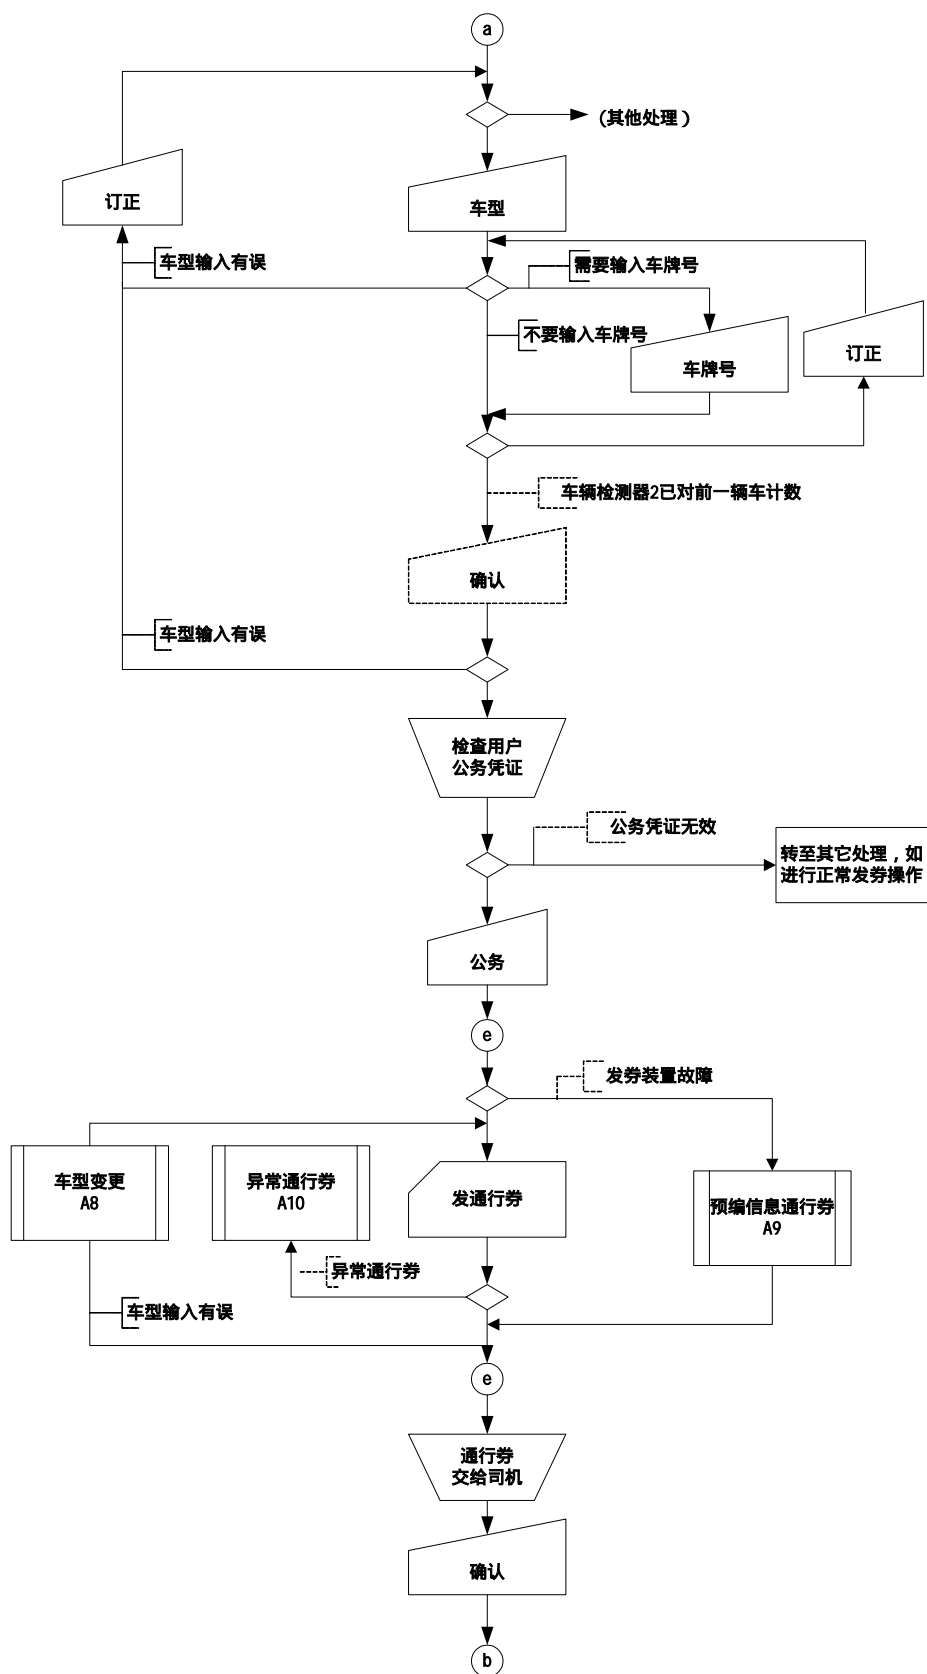 a
(其他处理)
订正
车型
车型输入有误
需要输入车牌号
不要输入车牌号
车牌号
订正
车辆检测器2已对前一辆车计数
确认
车型输入有误
检查用户
公务凭证
公务凭证无效
转至其它处理，如
进行正常发券操作
公务
e
发券装置故障
车型变更
A8
异常通行券
A10
发通行券
预编信息通行券
A9
异常通行券
车型输入有误
e
通行券
交给司机
确认
b